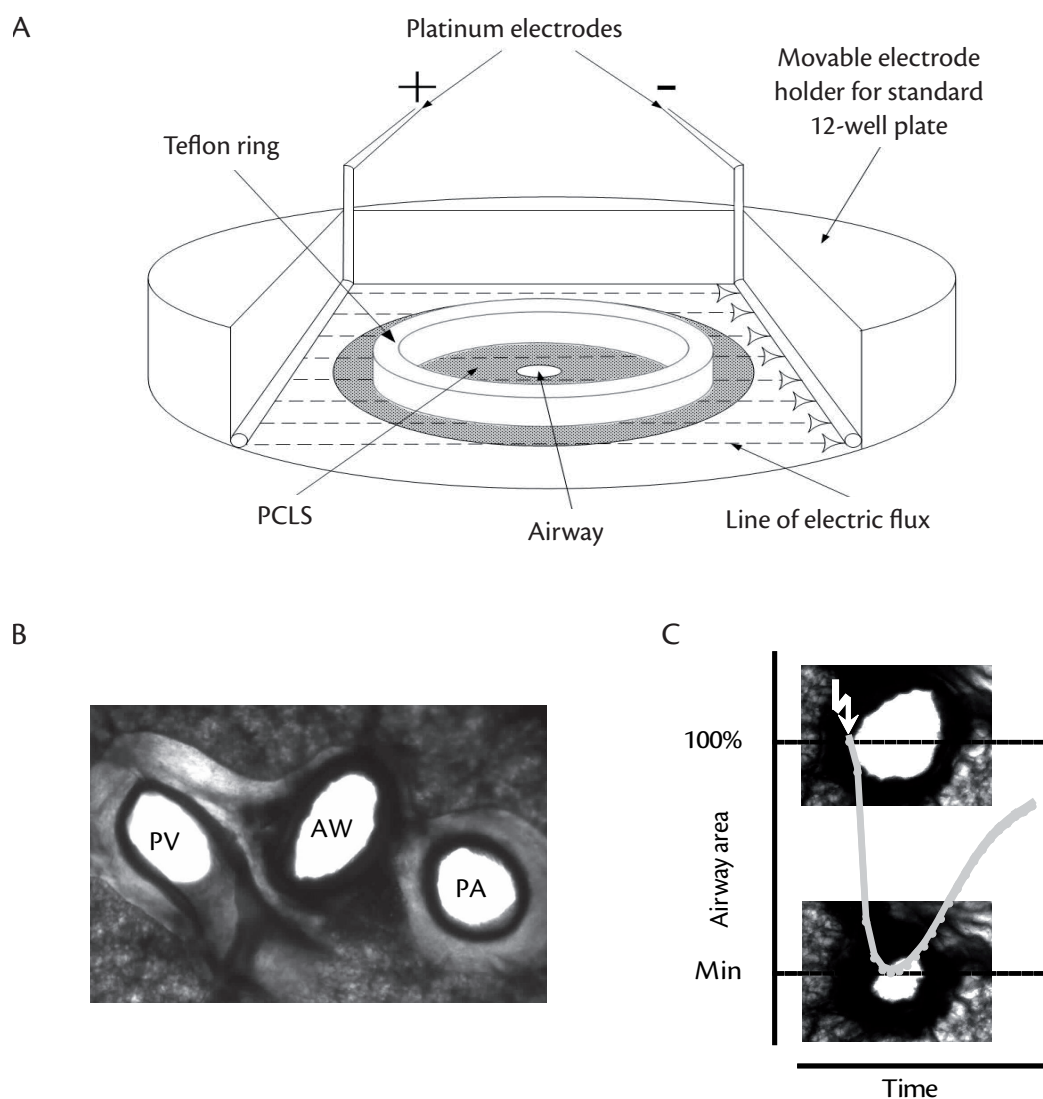 A
Platinum electrodes
+
-
Movable electrode
holder for standard
12-well plate
Teflon ring
PCLS
Airway
Line of electric flux
B
PV
AW
PA
C
100%
Airway area
Min
Time